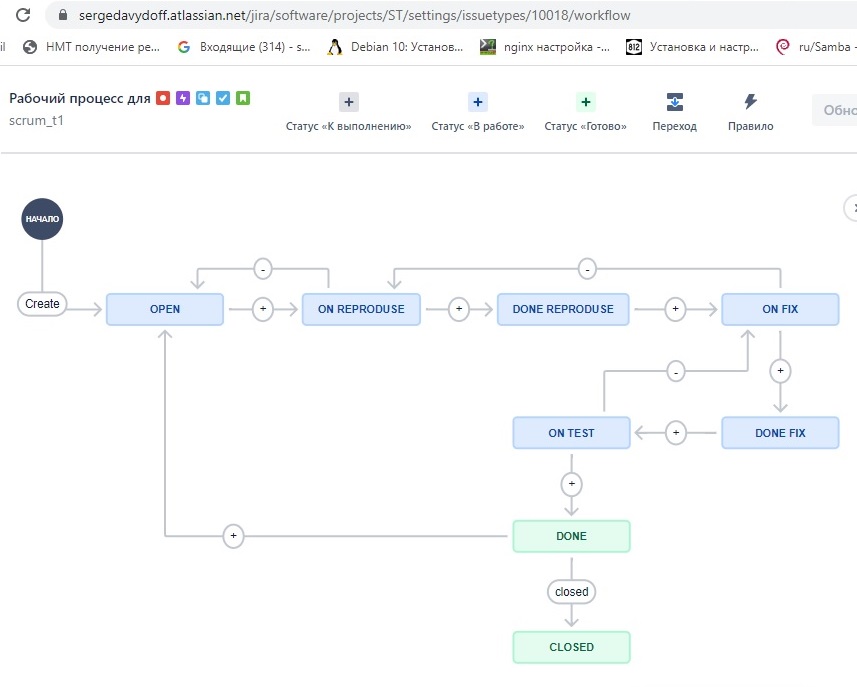 sergedavydoff.atlassian.net/jira/software/projects/ST/settings/issuetypes/10018/workflow
il НМТ получение ре... Входящие (314) - s... Debian 10: Установ... nginx настройка -... Установка и настр... ru/Samba -
Рабочий процесс для
scrum_t1
Статус «К выполнению» Статус «В работе» Статус «Готово» Переход Правило
Обно
НАЧАЛО
- -
Create OPEN + ON REPRODUSE + DONE REPRODUSE + ON FIX
- +
ON TEST + DONE FIX
+
+ DONE
closed
CLOSED